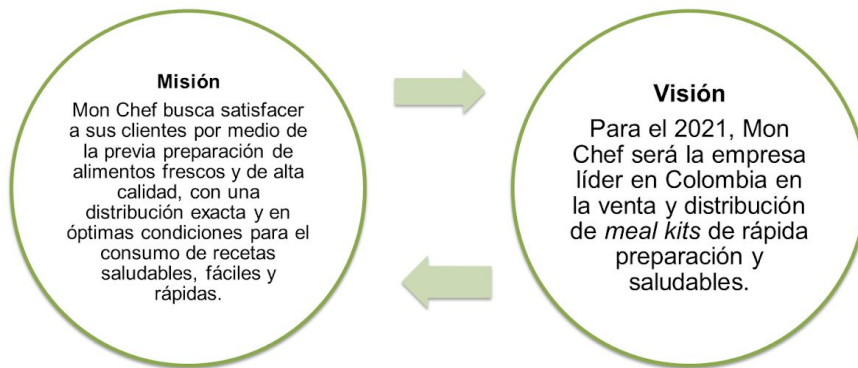 Misión
Mon Chef busca satisfacer
a sus clientes por medio de
la previa preparación de
alimentos frescos y de alta
calidad, con una
distribución exacta y en
óptimas condiciones para el
consumo de recetas
saludables, fáciles y
rápidas.
Visión
Para el 2021, Mon
Chef será la empresa
líder en Colombia en
la venta y distribución
de meal kits de rápida
preparación y
saludables.